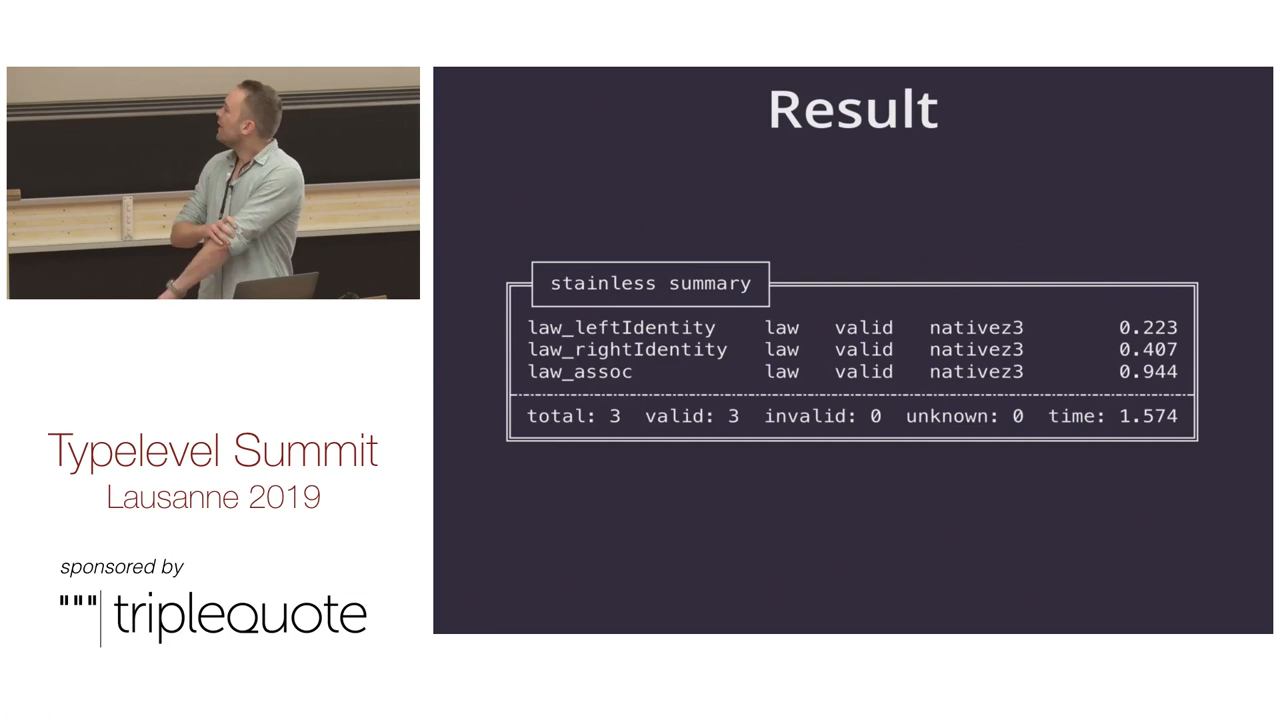 Result
stainless summary
law_leftIdentity law valid nativez3 0.223
law_rightIdentity law valid nativez3 0.407
law_assoc law valid nativez3 0.944
total: 3 valid: 3 invalid: 0 unknown: 0 time: 1.574
Typelevel Summit
Lausanne 2019
sponsored by
"""|triplequote